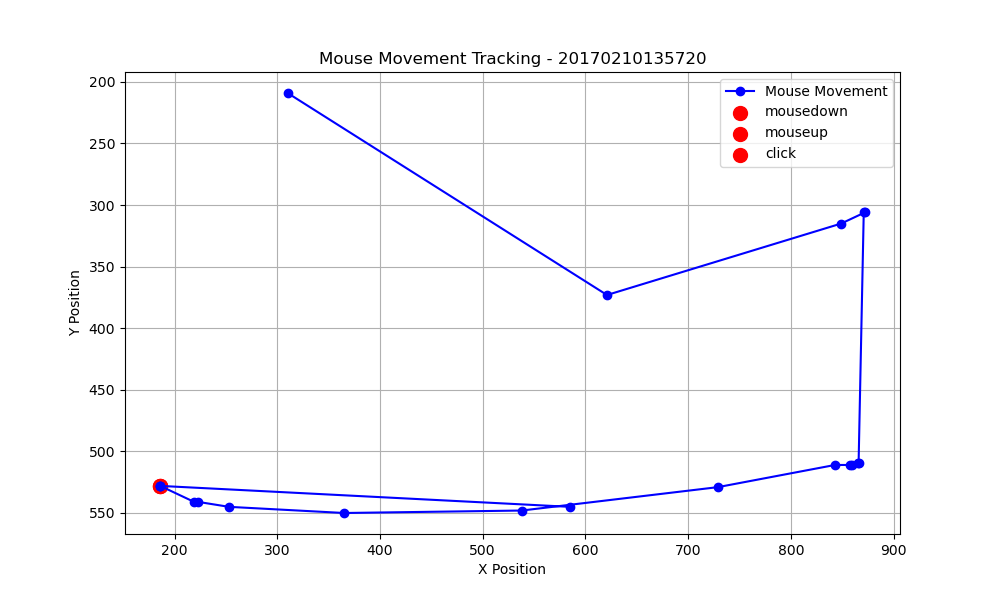 Mouse Movement Tracking - 20170210135720
Mouse Movement
mousedown
mouseup
click
200
250
300
350
400
450
500
550
Y Position
200 300 400 500 600 700 800 900
X Position